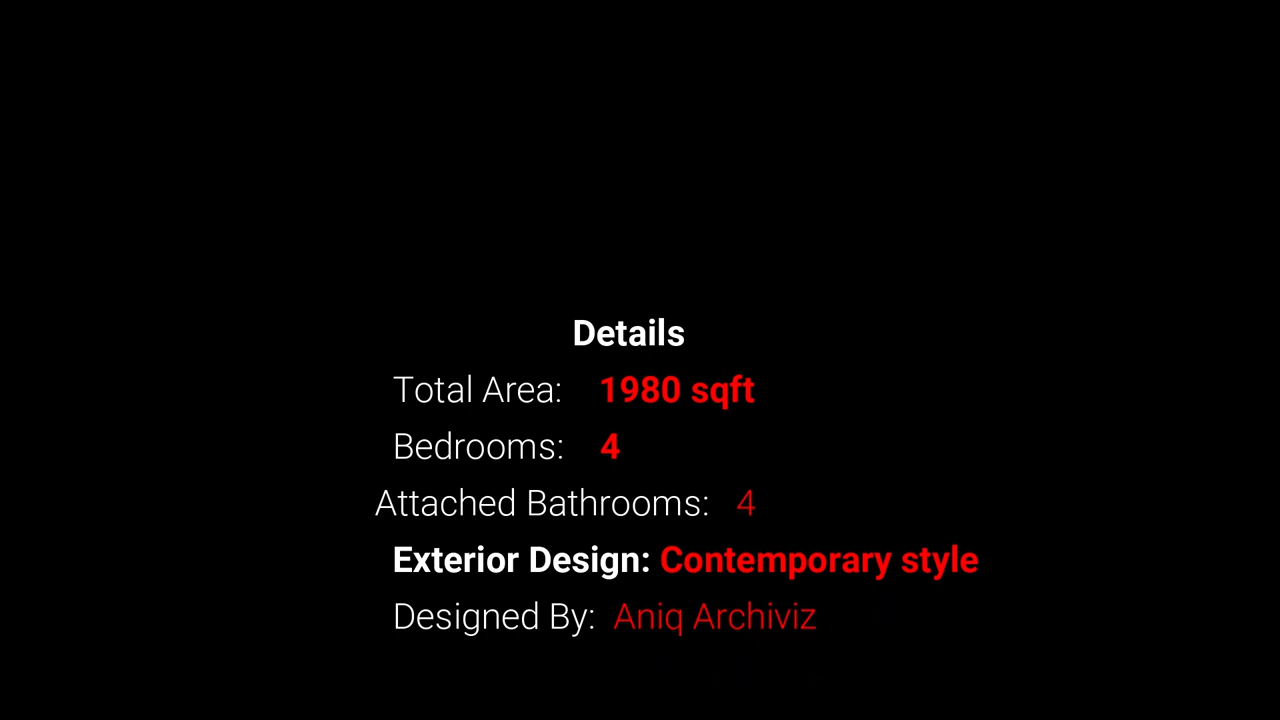 Details
Total Area: 1980 sqft
Bedrooms: 4
Attached Bathrooms: 4
Exterior Design: Contemporary style
Designed By: Aniq Archiviz